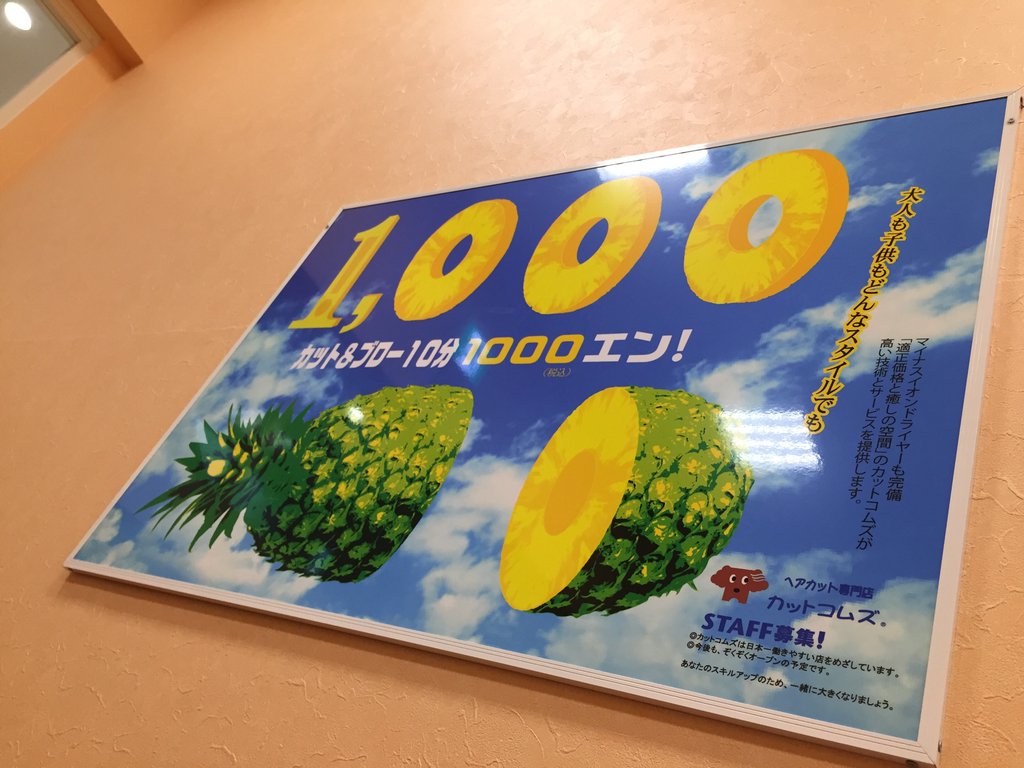 1,000
カット&ブロー10分1000エン!
(税込)
大人も子供もどんなスタイルでも
マイナスイオンドライヤーも完備
「適正価格と癒しの空間」のカットコムズが
高い技術とサービスを提供します。
ヘアカット専門店
カットコムズ®
STAFF募集!
◎カットコムズは日本一働きやすい店をめざしています。
◎今後も、ぞくぞくオープンの予定です。
あなたのスキルアップのため、一緒に大きくなりましょう。